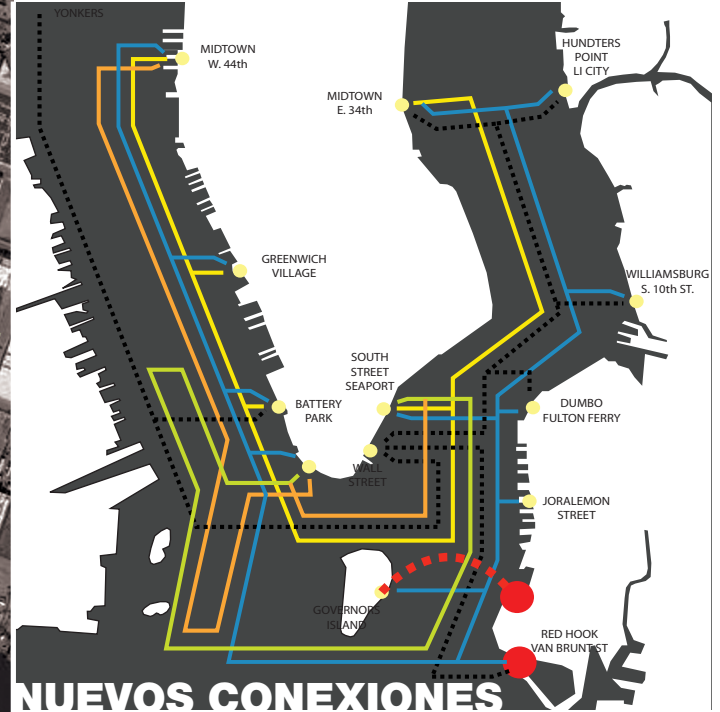 YONKERS
MIDTOWN
W. 44th
HUNDTERS
POINT
LI CITY
MIDTOWN
E. 34th
GREENWICH
VILLAGE
WILLIAMSBURG
S. 10th ST.
SOUTH
STREET
SEAPORT
BATTERY
PARK
DUMBO
FULTON FERRY
WALL
STREET
JORALEMON
STREET
GOVERNORS
ISLAND
RED HOOK
VAN BRUNT ST
NUEVOS CONEXIONES